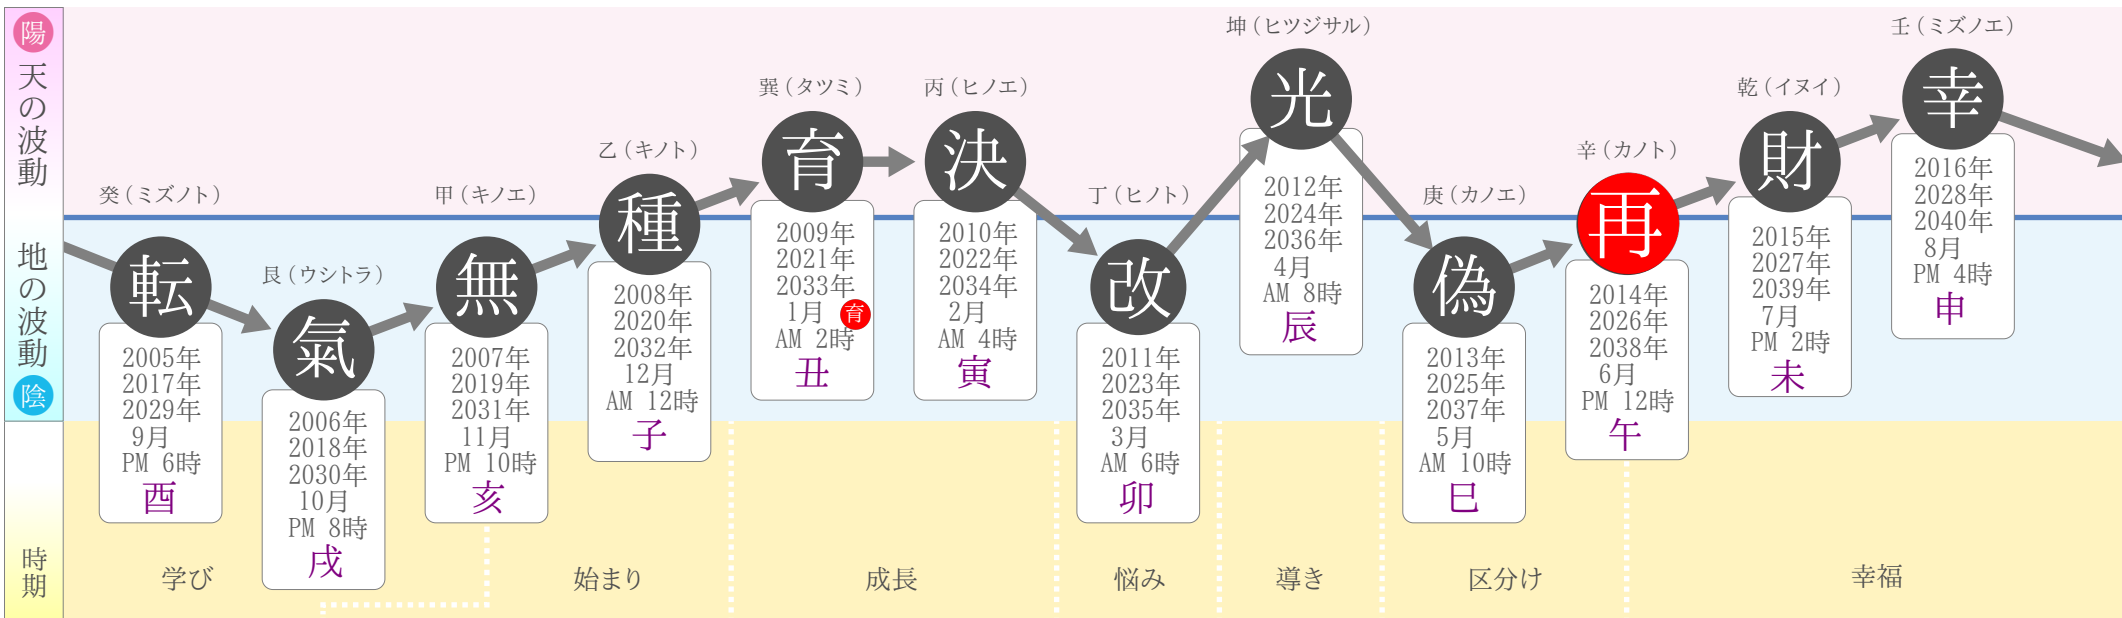 陽
天の波動
地の波動
陰
時期
癸（ミズノト）
転
2005年
2017年
2029年
9月
PM 6時
酉
艮（ウシトラ）
氣
2006年
2018年
2030年
10月
PM 8時
戌
甲（キノエ）
無
2007年
2019年
2031年
11月
PM 10時
亥
乙（キノト）
種
2008年
2020年
2032年
12月
AM 12時
子
巽（タツミ）
育
2009年
2021年
2033年
1月
育
AM 2時
丑
丙（ヒノエ）
決
2010年
2022年
2034年
2月
AM 4時
寅
丁（ヒノト）
改
2011年
2023年
2035年
3月
AM 6時
卯
坤（ヒツジサル）
光
2012年
2024年
2036年
4月
AM 8時
辰
庚（カノエ）
偽
2013年
2025年
2037年
5月
AM 10時
巳
辛（カノト）
再
2014年
2026年
2038年
6月
PM 12時
午
乾（イヌイ）
財
2015年
2027年
2039年
7月
PM 2時
未
壬（ミズノエ）
幸
2016年
2028年
2040年
8月
PM 4時
申
学び
始まり
成長
悩み
導き
区分け
幸福